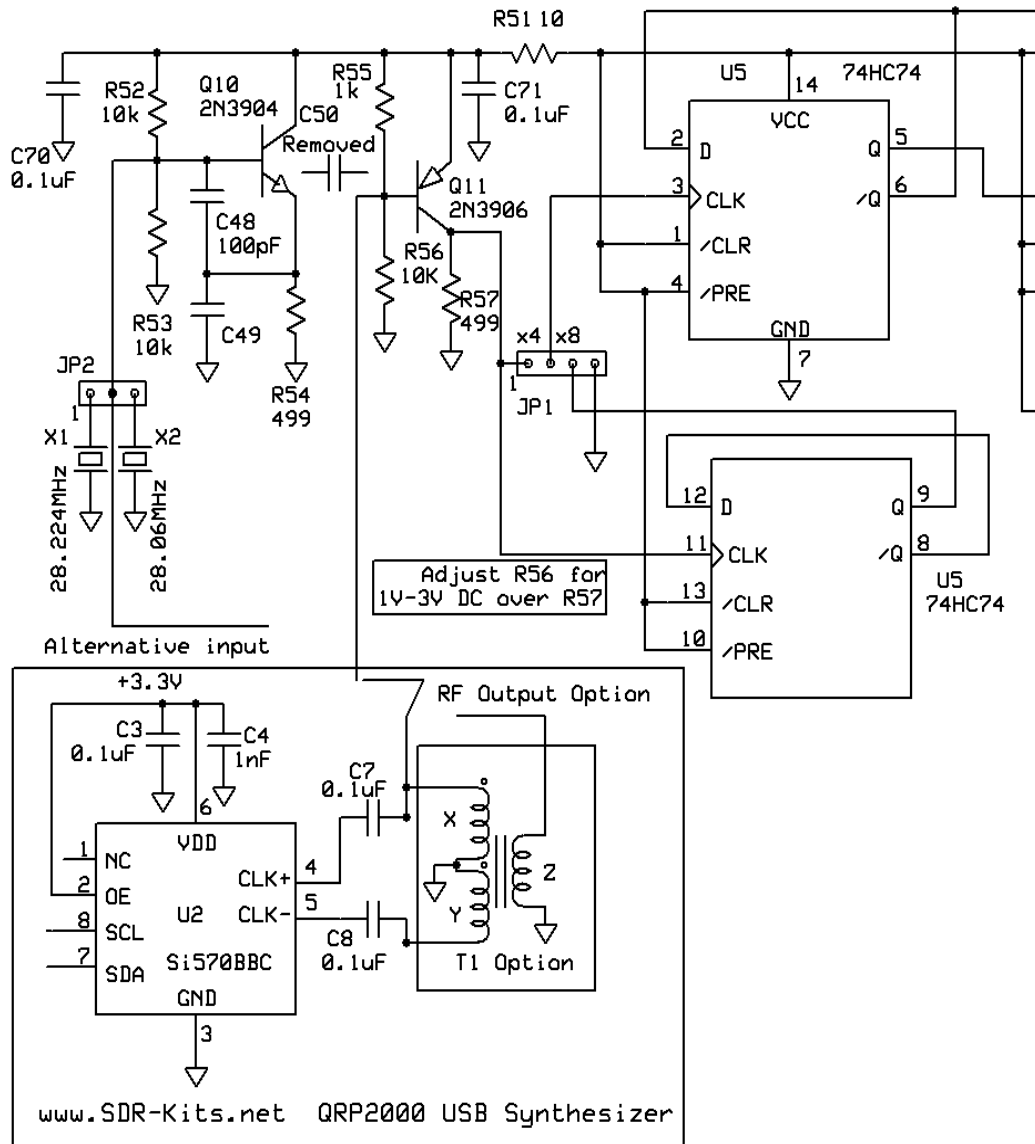 R51 10
U5
74HC74
14
VCC
2
D
Q
5
3
CLK
/Q
6
1
/CLR
4
/PRE
GND
7
R52
10k
Q10
2N3904
C50
Removed
R55
1k
C71
0.1uF
C70
0.1uF
C48
100pF
Q11
2N3906
R56
10K
R57
499
C49
R53
10k
R54
499
x4
x8
1
JP1
JP2
1
X1
X2
28.224MHz
28.06MHz
12
D
Q
9
11
CLK
/Q
8
13
/CLR
10
/PRE
U5
74HC74
Adjust R56 for
1V-3V DC over R57
Alternative input
+3.3V
C3
0.1uF
C4
1nF
RF Output Option
C7
0.1uF
6
VDD
1
NC
2
OE
8
SCL
7
SDA
U2
Si570BBC
GND
3
CLK+
4
CLK-
5
C8
0.1uF
X
Y
Z
T1 Option
www.SDR-Kits.net QRP2000 USB Synthesizer